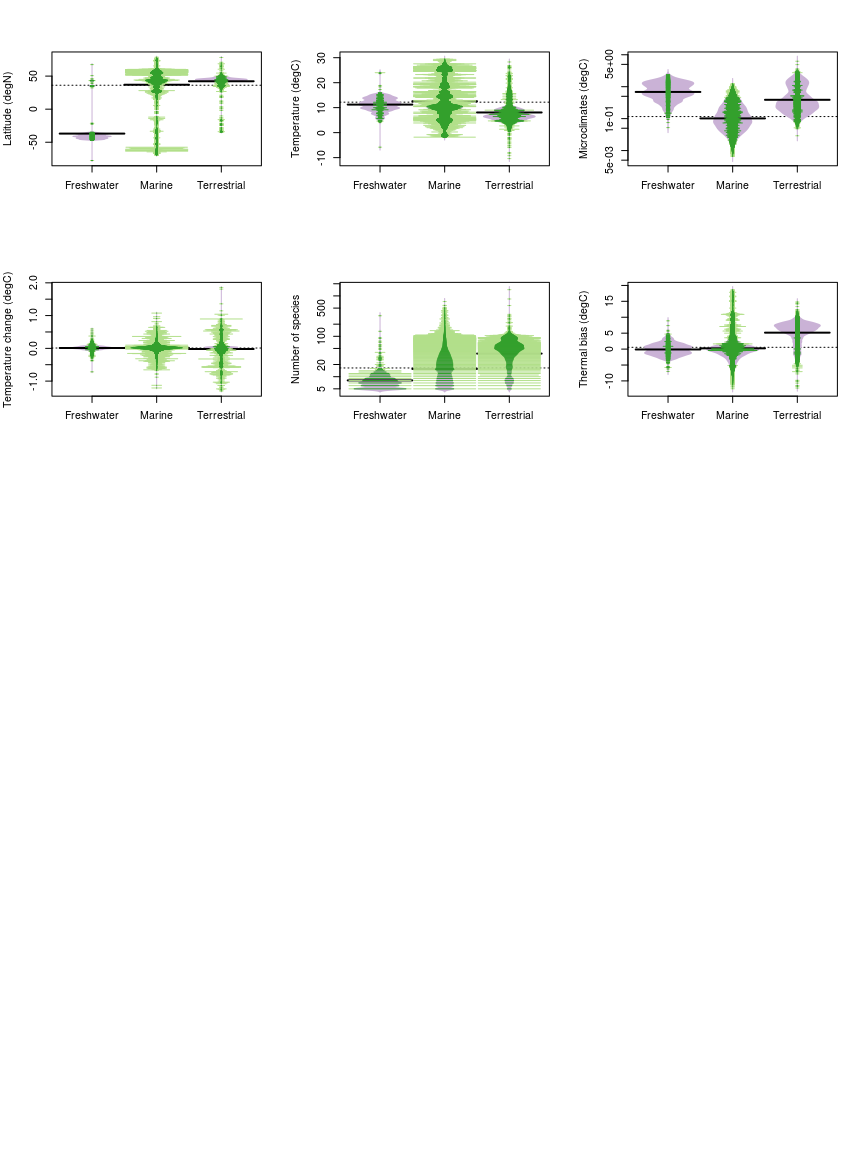 Latitude (degN)
50
0
-50
Freshwater Marine Terrestrial
Temperature (degC)
30
20
10
0
-10
Freshwater Marine Terrestrial
Microclimates (degC)
5e+00
1e-01
5e-03
Freshwater Marine Terrestrial
Temperature change (degC)
2.0
1.0
0.0
-1.0
Freshwater Marine Terrestrial
Number of species
500
100
20
5
Freshwater Marine Terrestrial
Thermal bias (degC)
15
5
0
-10
Freshwater Marine Terrestrial